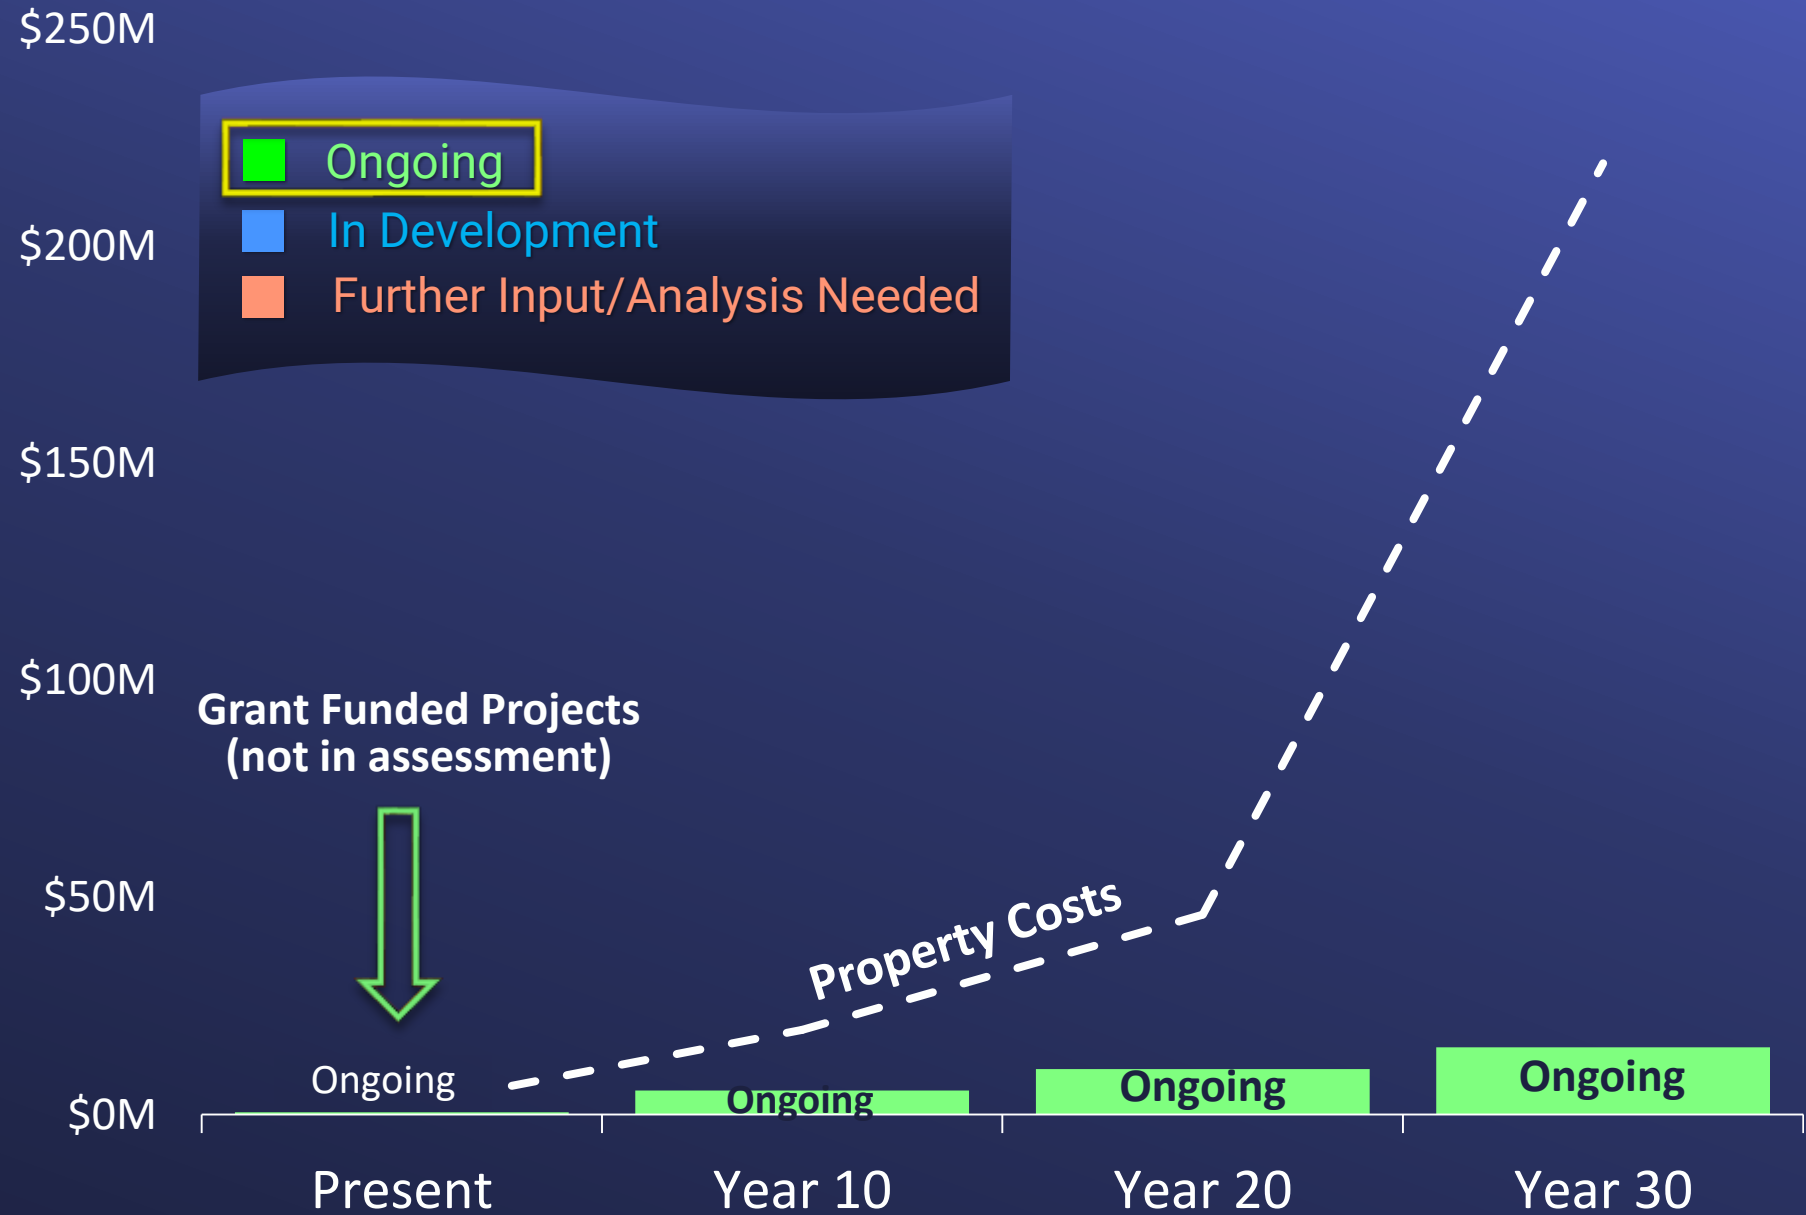 $250M
Ongoing
In Development
$200M
Further Input/Analysis Needed
$150M
$100M
Grant Funded Projects
(not in assessment)
$50M
Property Costs
Ongoing
Ongoing
Ongoing
Ongoing
$0M
Present
Year 10
Year 20
Year 30